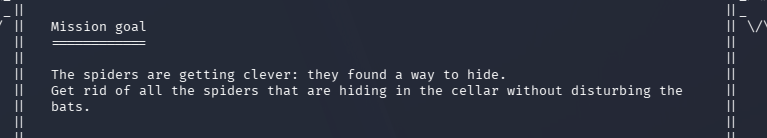 Mission goal
============
The spiders are getting clever: they found a way to hide.
Get rid of all the spiders that are hiding in the cellar without disturbing the
bats.